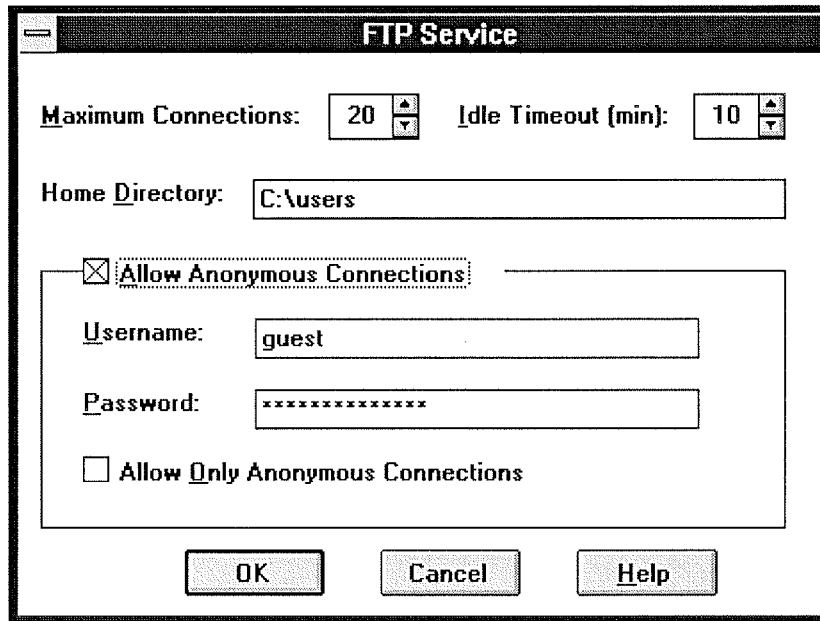 FTP Service
Maximum Connections: 20 Idle Timeout (min): 10
Home Directory: C:\users
Allow Anonymous Connections
Username: guest
Password: **************
Allow Only Anonymous Connections
OK Cancel Help